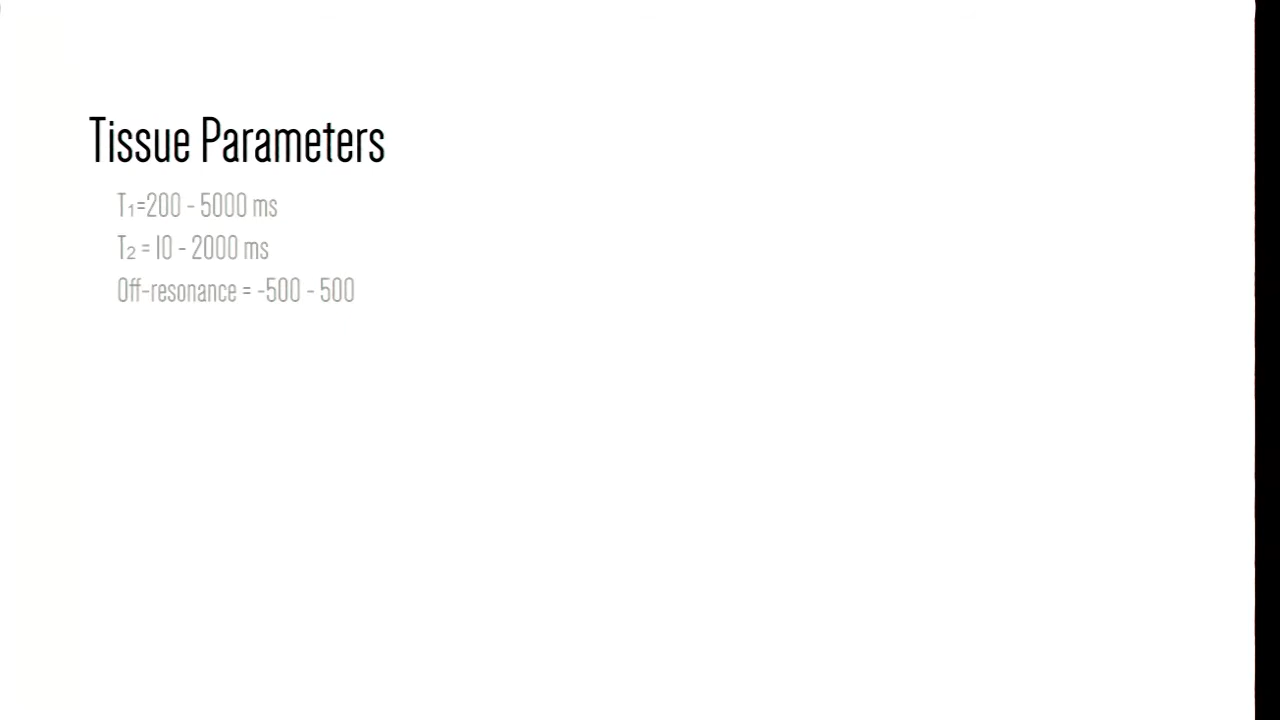 Tissue Parameters
T₁=200 - 5000 ms
T₂ = 10 - 2000 ms
Off-resonance = -500 - 500